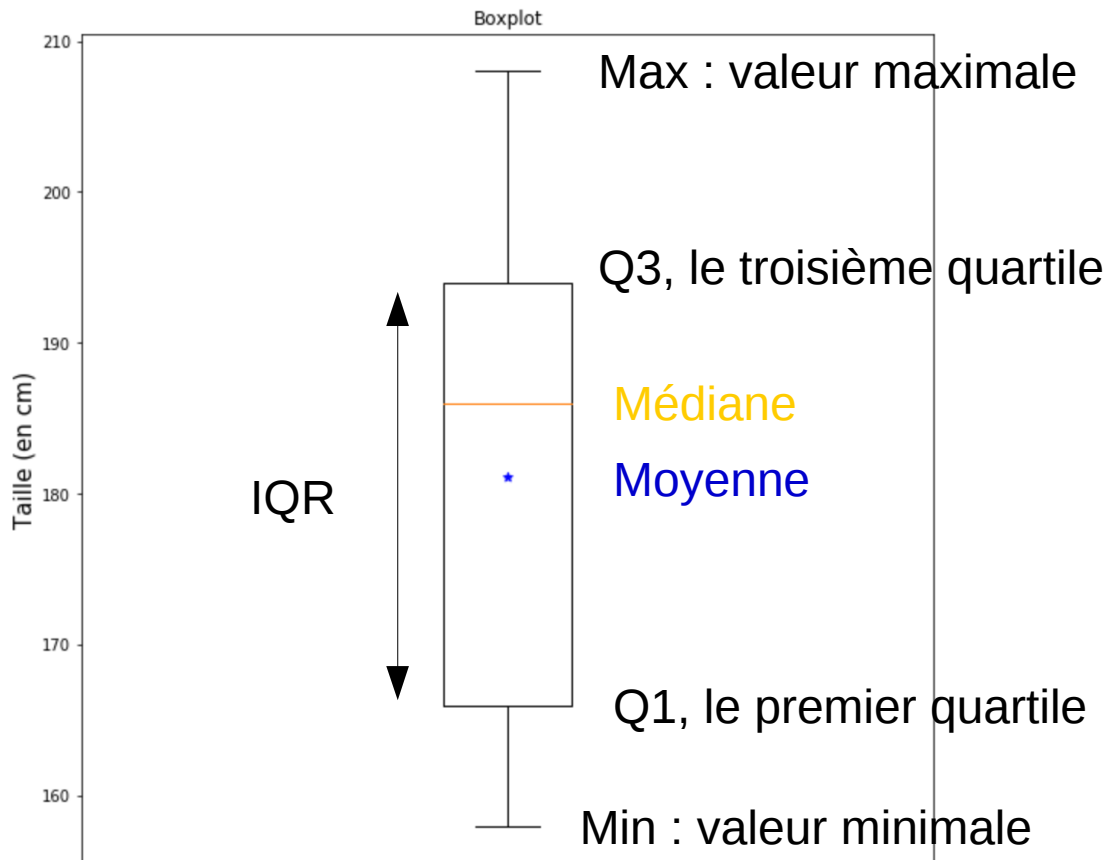 Boxplot
210
Max : valeur maximale
200
Q3, le troisième quartile
190
Médiane
Moyenne
Taille (en cm)
180
IQR
170
Q1, le premier quartile
160
Min : valeur minimale